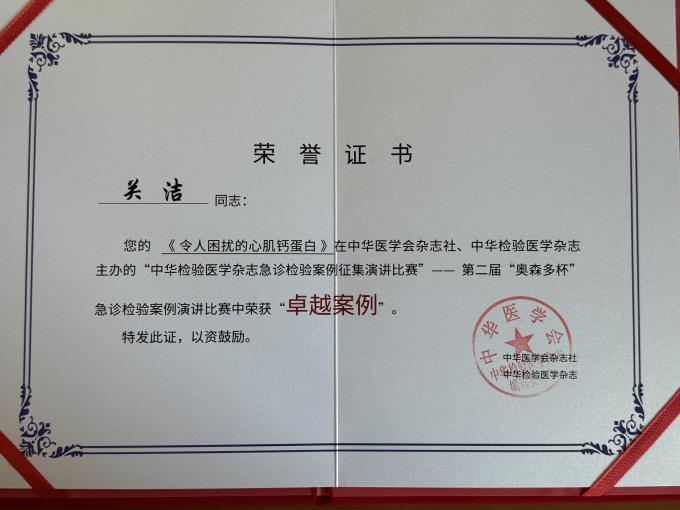 荣 誉 证 书
关 洁 同志：
您的 《 令人困扰的心肌钙蛋白 》在中华医学会杂志社、中华检验医学杂志
主办的“中华检验医学杂志急诊检验案例征集演讲比赛”—— 第二届“奥森多杯”
急诊检验案例演讲比赛中荣获“卓越案例”。
特发此证，以资鼓励。
中华医学会
中华医学会杂志社
中华检验医学杂志